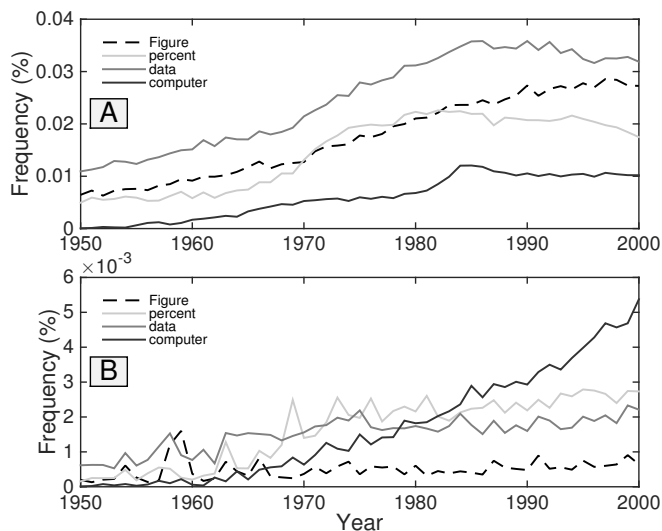 0.04
Figure
percent
data
computer
0.03
A
0.02
0.01
0
Frequency (%)
1950 1960 1970 1980 1990 2000
×10⁻³
6
Figure
percent
data
computer
5
4
B
3
2
1
0
Frequency (%)
1950 1960 1970 1980 1990 2000
Year